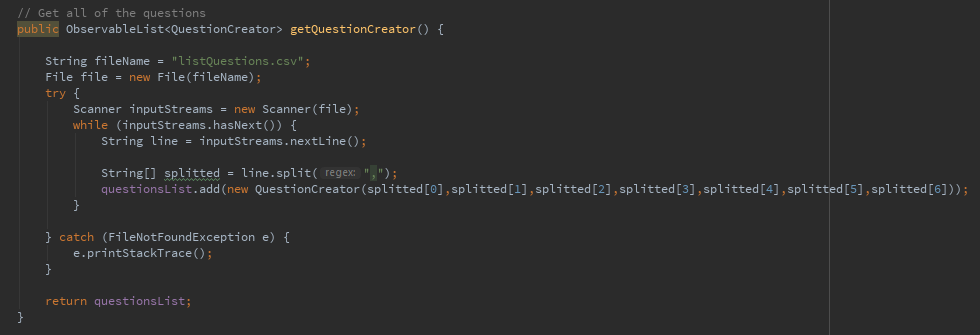 // Get all of the questions
public ObservableList<QuestionCreator> getQuestionCreator() {
String fileName = "listQuestions.csv";
File file = new File(fileName);
try {
Scanner inputStreams = new Scanner(file);
while (inputStreams.hasNext()) {
String line = inputStreams.nextLine();
String[] splitted = line.split( regex: ",");
questionsList.add(new QuestionCreator(splitted[0],splitted[1],splitted[2],splitted[3],splitted[4],splitted[5],splitted[6]));
}
} catch (FileNotFoundException e) {
e.printStackTrace();
}
return questionsList;
}